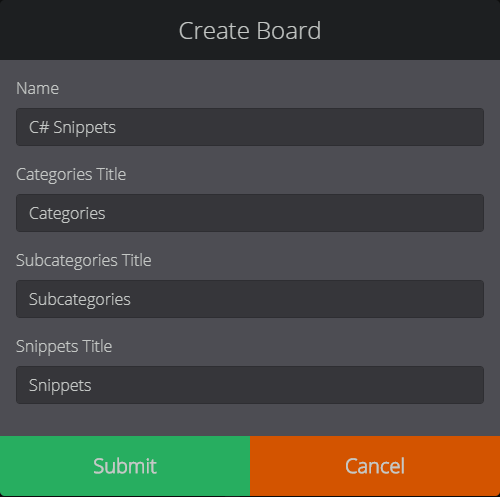 Create Board
Name
C# Snippets
Categories Title
Categories
Subcategories Title
Subcategories
Snippets Title
Snippets
Submit Cancel